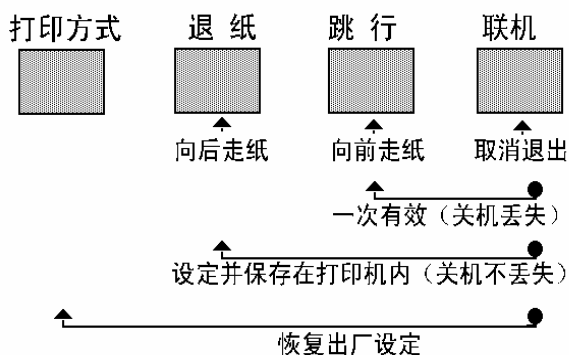 打印方式 退 纸 跳 行 联机
向后走纸 向前走纸 取消退出
一次有效（关机丢失）
设定并保存在打印机内（关机不丢失）
恢复出厂设定